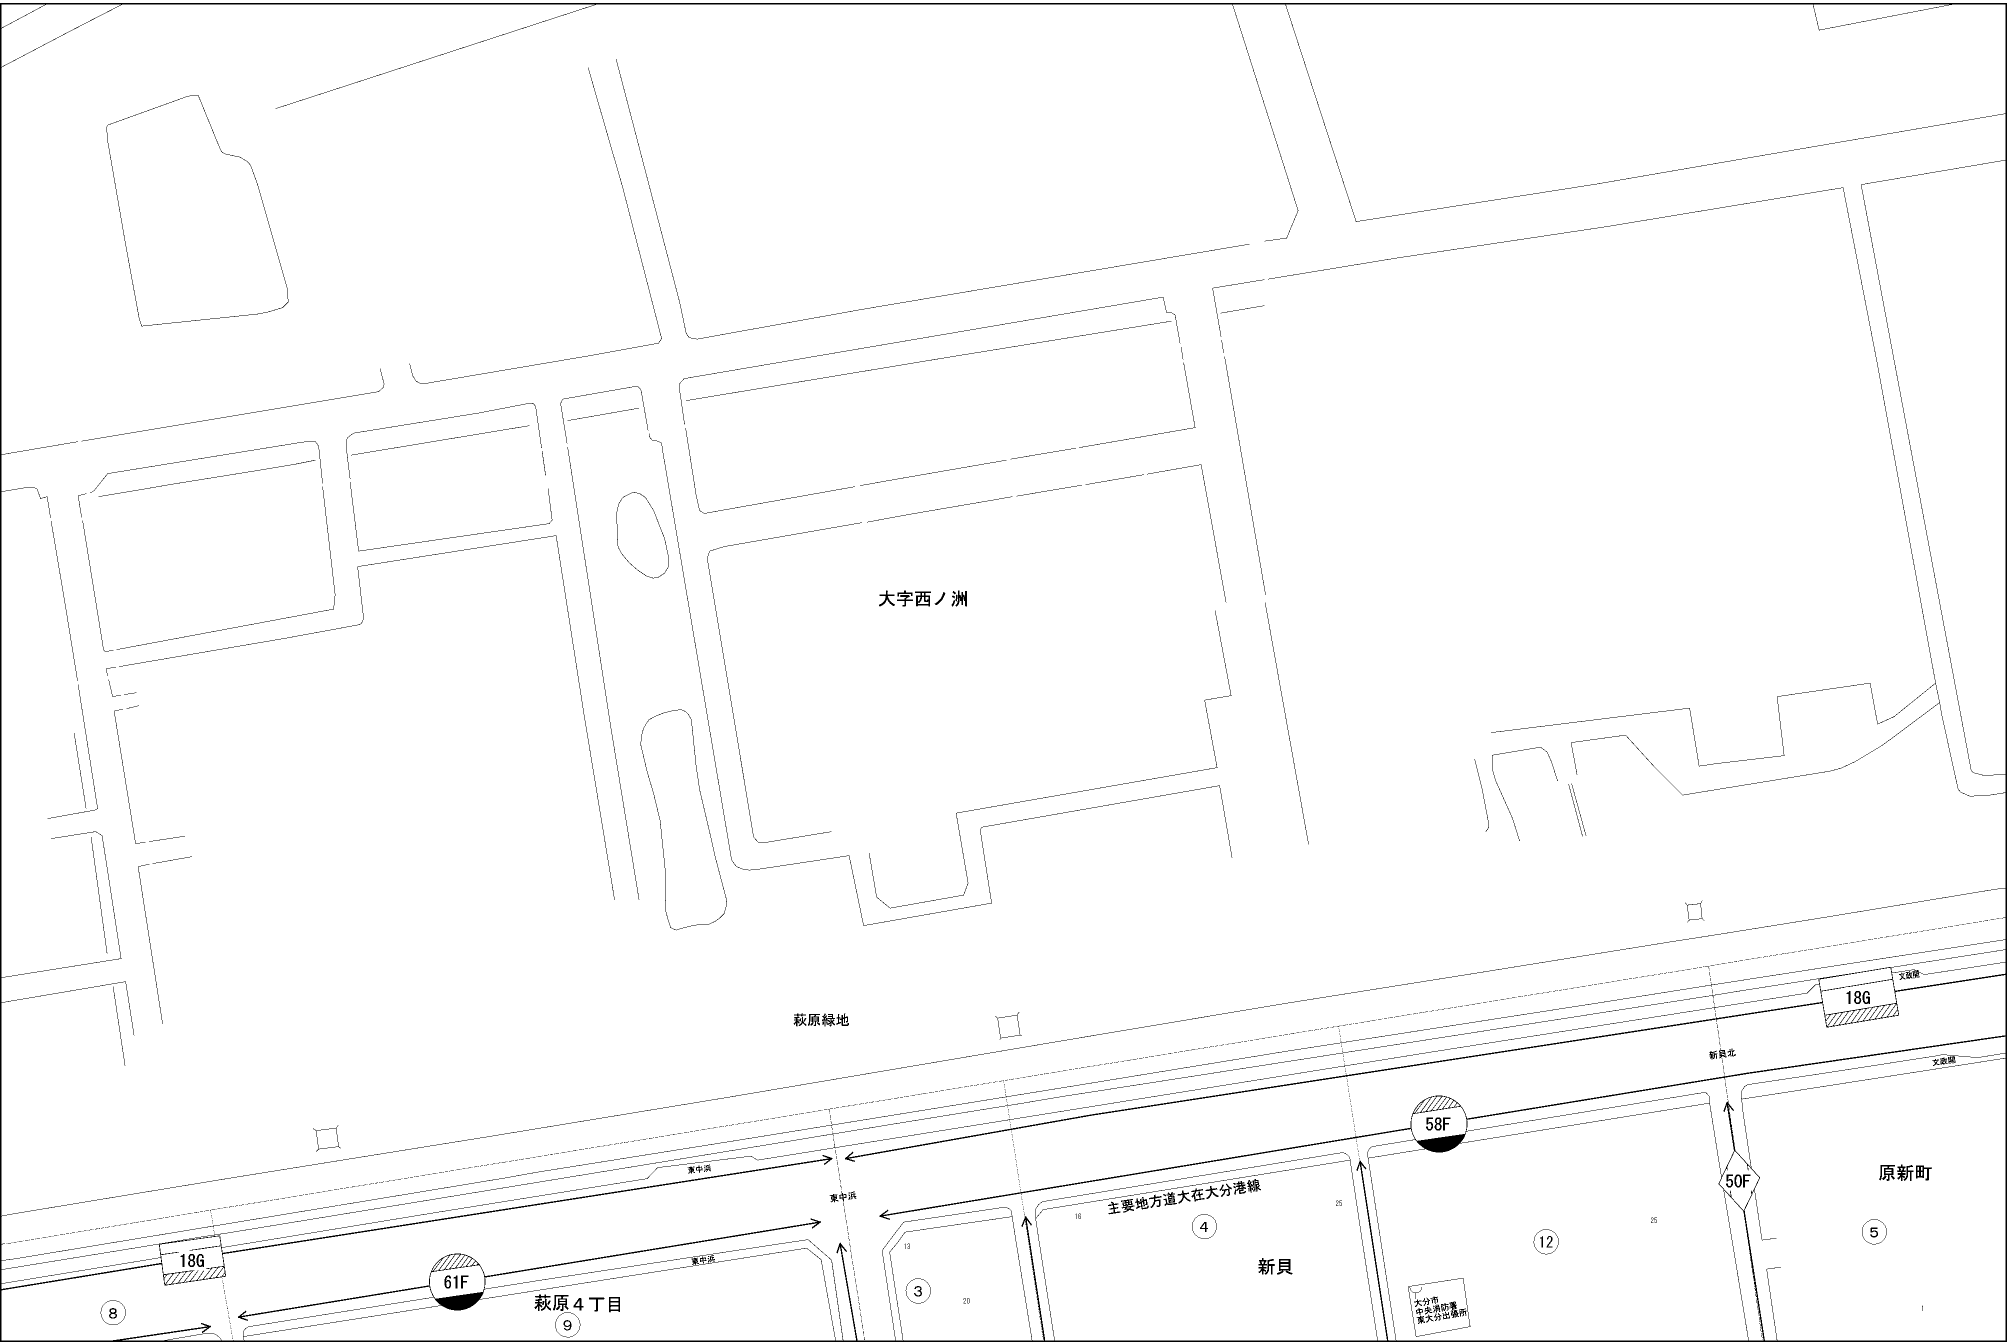 大字西ノ洲
文政聞
18G
萩原緑地
新貝北
文政聞
58F
東中浜
原新町
50F
東中浜
主要地方道大在大分港線
25
16
④
25
⑤
⑫
13
18G
東中浜
新貝
61F
③
大分市
中央消防署
東大分出張所
20
萩原4丁目
1
⑧
⑨